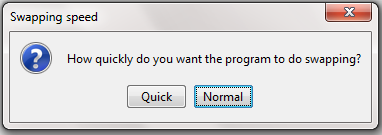 Swapping speed
How quickly do you want the program to do swapping?
Quick Normal